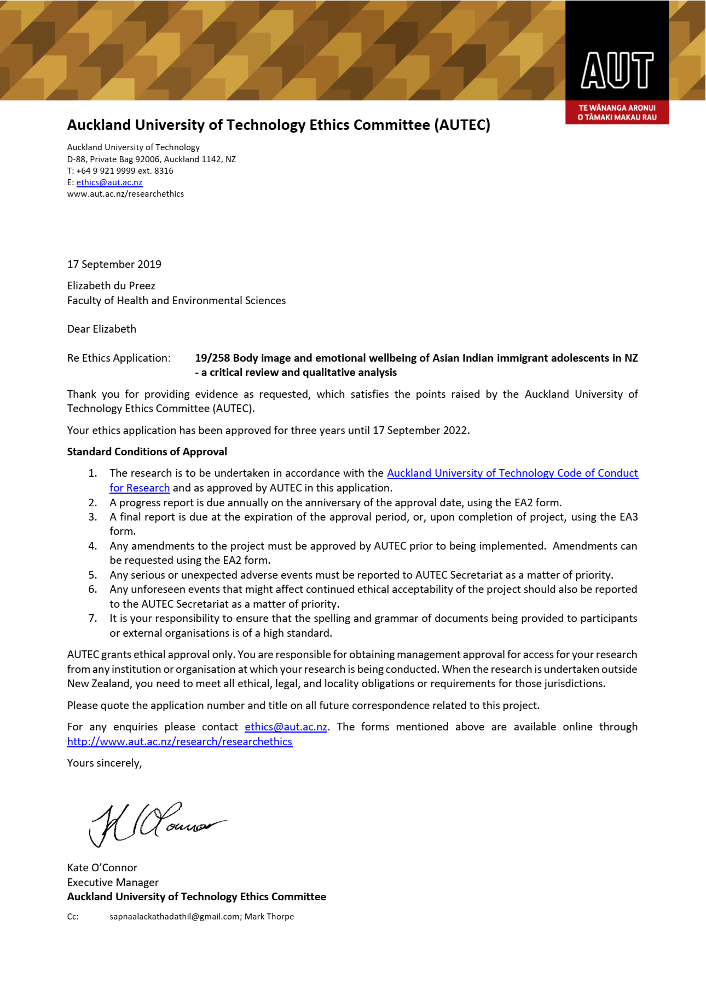 AUT
TE WĀNANGA ARONUI
O TĀMAKI MAKAU RAU
Auckland University of Technology Ethics Committee (AUTEC)
Auckland University of Technology
D-88, Private Bag 92006, Auckland 1142, NZ
T: +64 9 921 9999 ext. 8316
E: ethics@aut.ac.nz
www.aut.ac.nz/researchethics
17 September 2019
Elizabeth du Preez
Faculty of Health and Environmental Sciences
Dear Elizabeth
Re Ethics Application: 19/258 Body image and emotional wellbeing of Asian Indian immigrant adolescents in NZ
- a critical review and qualitative analysis
Thank you for providing evidence as requested, which satisfies the points raised by the Auckland University of
Technology Ethics Committee (AUTEC).
Your ethics application has been approved for three years until 17 September 2022.
Standard Conditions of Approval
1. The research is to be undertaken in accordance with the Auckland University of Technology Code of Conduct
for Research and as approved by AUTEC in this application.
2. A progress report is due annually on the anniversary of the approval date, using the EA2 form.
3. A final report is due at the expiration of the approval period, or, upon completion of project, using the EA3
form.
4. Any amendments to the project must be approved by AUTEC prior to being implemented. Amendments can
be requested using the EA2 form.
5. Any serious or unexpected adverse events must be reported to AUTEC Secretariat as a matter of priority.
6. Any unforeseen events that might affect continued ethical acceptability of the project should also be reported
to the AUTEC Secretariat as a matter of priority.
7. It is your responsibility to ensure that the spelling and grammar of documents being provided to participants
or external organisations is of a high standard.
AUTEC grants ethical approval only. You are responsible for obtaining management approval for access for your research
from any institution or organisation at which your research is being conducted. When the research is undertaken outside
New Zealand, you need to meet all ethical, legal, and locality obligations or requirements for those jurisdictions.
Please quote the application number and title on all future correspondence related to this project.
For any enquiries please contact ethics@aut.ac.nz. The forms mentioned above are available online through
http://www.aut.ac.nz/research/researchethics
Yours sincerely,
K O'Connor
Kate O’Connor
Executive Manager
Auckland University of Technology Ethics Committee
Cc: sapnaalackathadathil@gmail.com; Mark Thorpe